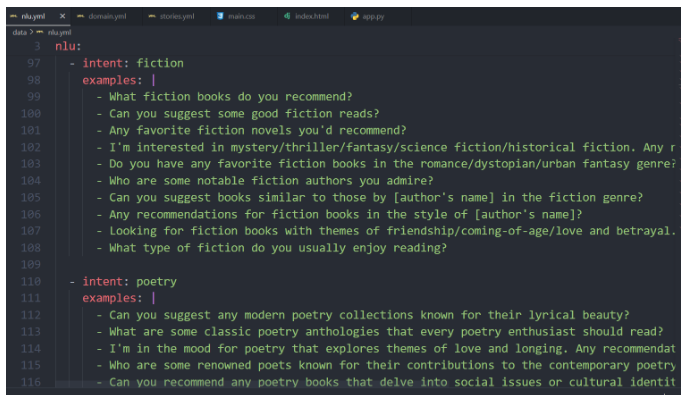 nlu.yml × domain.yml stories.yml main.css index.html app.py
data > nlu.yml
3 nlu:
97 - intent: fiction
98 examples: |
99 - What fiction books do you recommend?
100 - Can you suggest some good fiction reads?
101 - Any favorite fiction novels you'd recommend?
102 - I'm interested in mystery/thriller/fantasy/science fiction/historical fiction. Any r
103 - Do you have any favorite fiction books in the romance/dystopian/urban fantasy genre?
104 - Who are some notable fiction authors you admire?
105 - Can you suggest books similar to those by [author's name] in the fiction genre?
106 - Any recommendations for fiction books in the style of [author's name]?
107 - Looking for fiction books with themes of friendship/coming-of-age/love and betrayal.
108 - What type of fiction do you usually enjoy reading?
109
110 - intent: poetry
111 examples: |
112 - Can you suggest any modern poetry collections known for their lyrical beauty?
113 - What are some classic poetry anthologies that every poetry enthusiast should read?
114 - I'm in the mood for poetry that explores themes of love and longing. Any recommendat
115 - Who are some renowned poets known for their contributions to the contemporary poetry
116 - Can you recommend any poetry books that delve into social issues or cultural identit